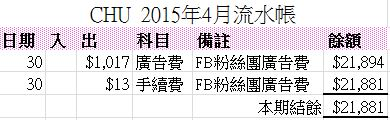 CHU 2015年4月流水帳
日期 入 出 科目 備註 餘額
30 $1,017 廣告費 FB粉絲團廣告費 $21,894
30 $13 手續費 FB粉絲團廣告費 $21,881
本期結餘 $21,881